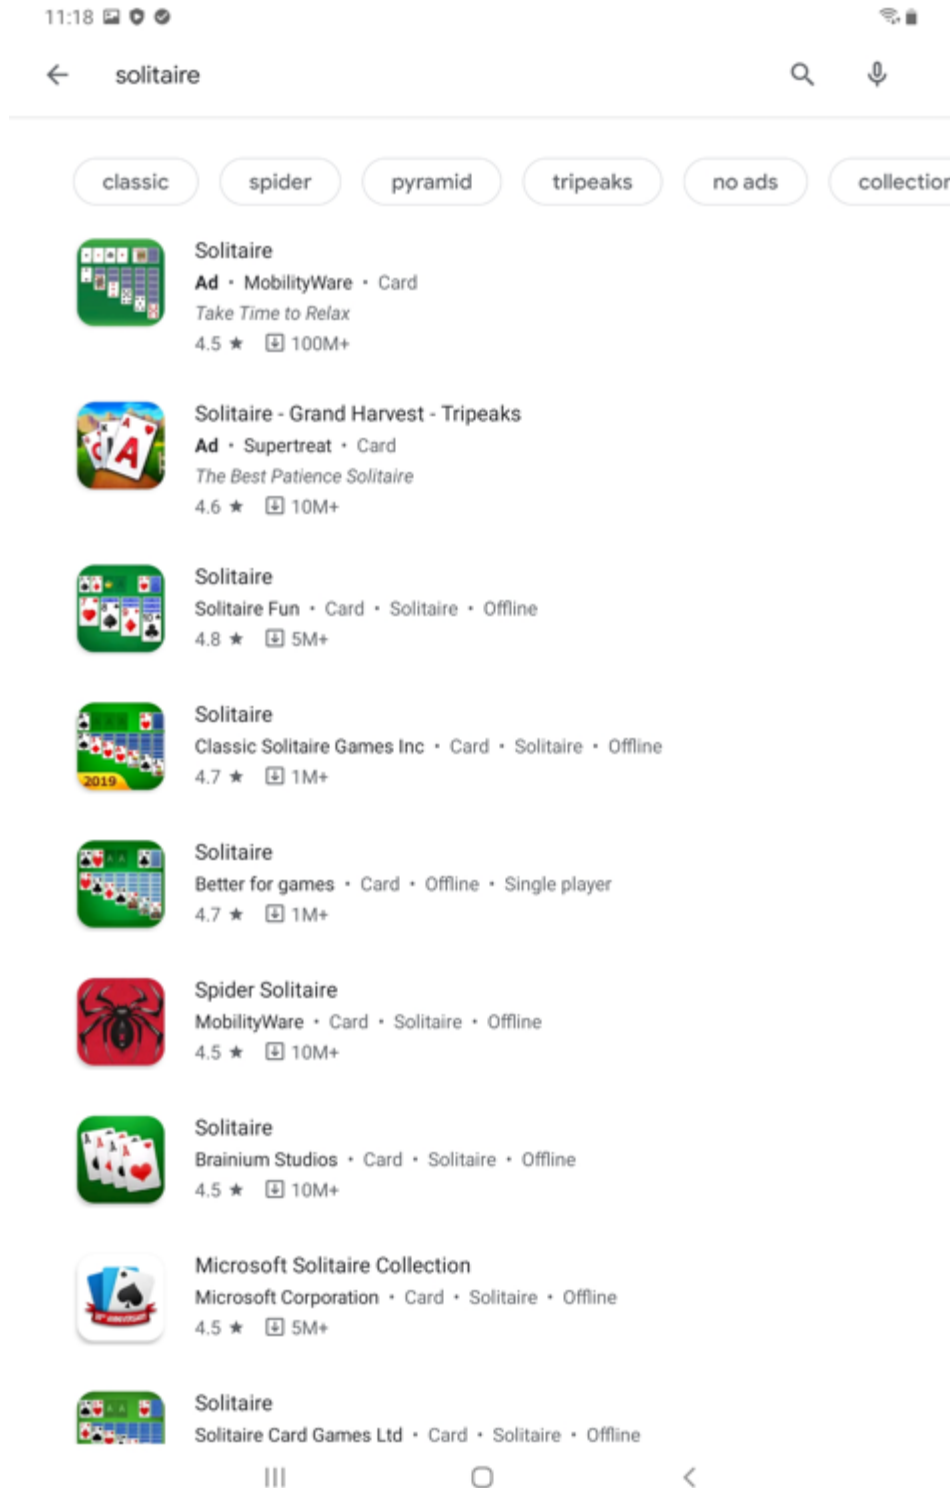 11:18
solitaire
classic spider pyramid tripeaks no ads collection
Solitaire
Ad • MobilityWare • Card
Take Time to Relax
4.5 ★ 100M+
Solitaire - Grand Harvest - Tripeaks
Ad • Supertreat • Card
The Best Patience Solitaire
4.6 ★ 10M+
Solitaire
Solitaire Fun • Card • Solitaire • Offline
4.8 ★ 5M+
Solitaire
Classic Solitaire Games Inc • Card • Solitaire • Offline
2019
4.7 ★ 1M+
Solitaire
Better for games • Card • Offline • Single player
4.7 ★ 1M+
Spider Solitaire
MobilityWare • Card • Solitaire • Offline
4.5 ★ 10M+
Solitaire
Brainium Studios • Card • Solitaire • Offline
4.5 ★ 10M+
Microsoft Solitaire Collection
Microsoft Corporation • Card • Solitaire • Offline
4.5 ★ 5M+
Solitaire
Solitaire Card Games Ltd • Card • Solitaire • Offline